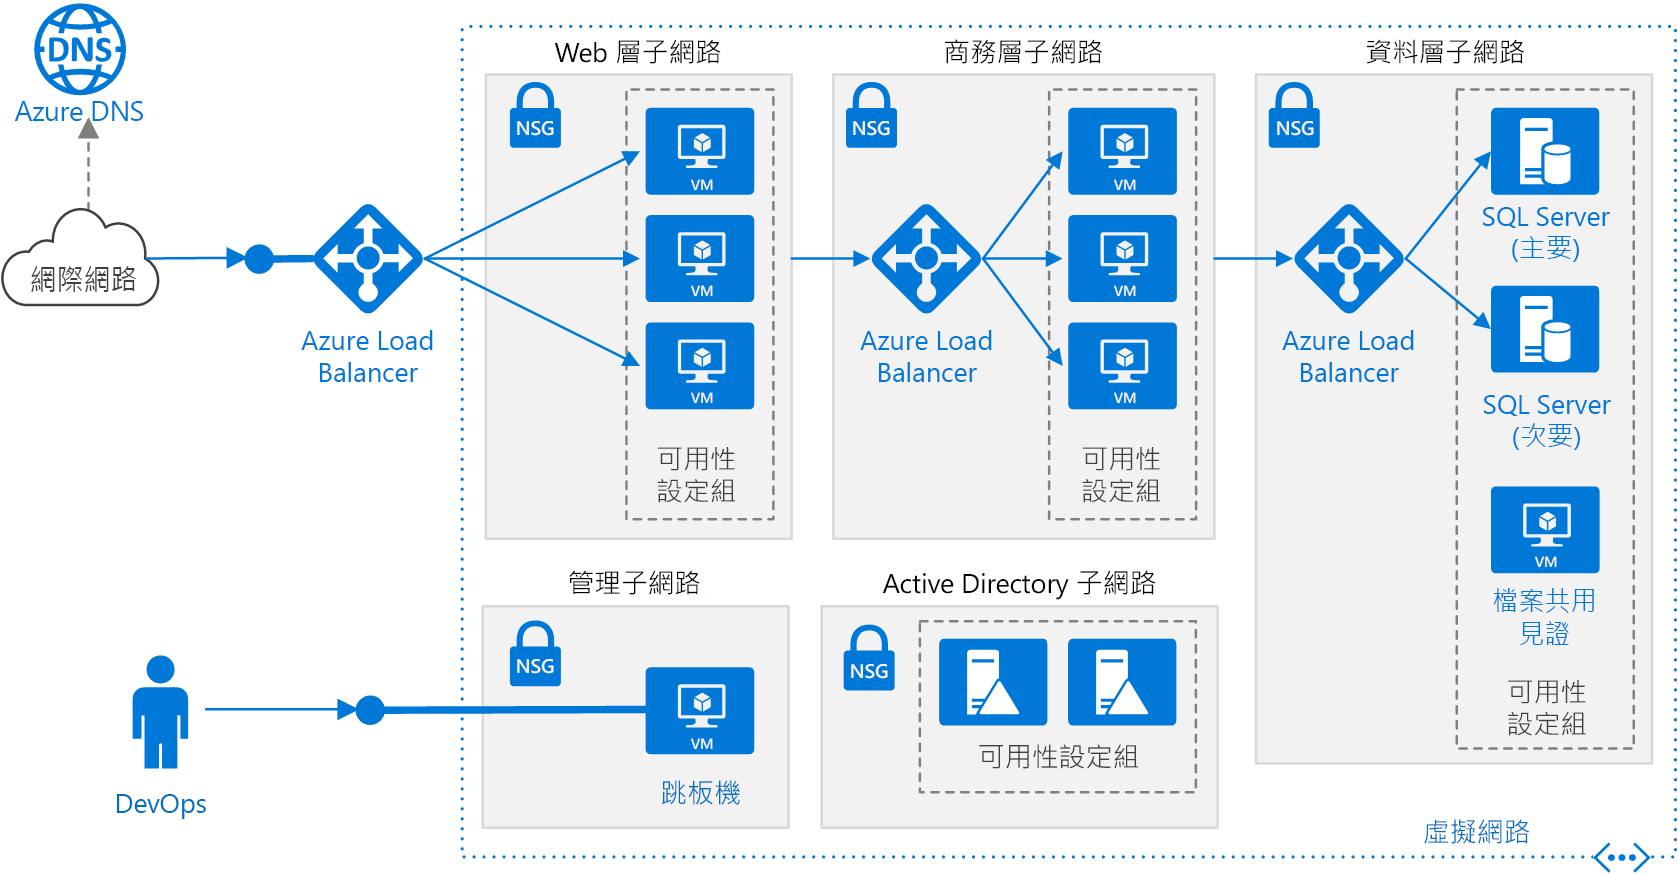 DNS
Azure DNS
網際網路
Azure Load
Balancer
Web 層子網路
NSG
VM
VM
VM
可用性
設定組
商務層子網路
NSG
Azure Load
Balancer
VM
VM
VM
可用性
設定組
資料層子網路
NSG
Azure Load
Balancer
SQL Server
(主要)
SQL Server
(次要)
VM
檔案共用
見證
可用性
設定組
DevOps
管理子網路
NSG
VM
跳板機
Active Directory 子網路
NSG
可用性設定組
虛擬網路